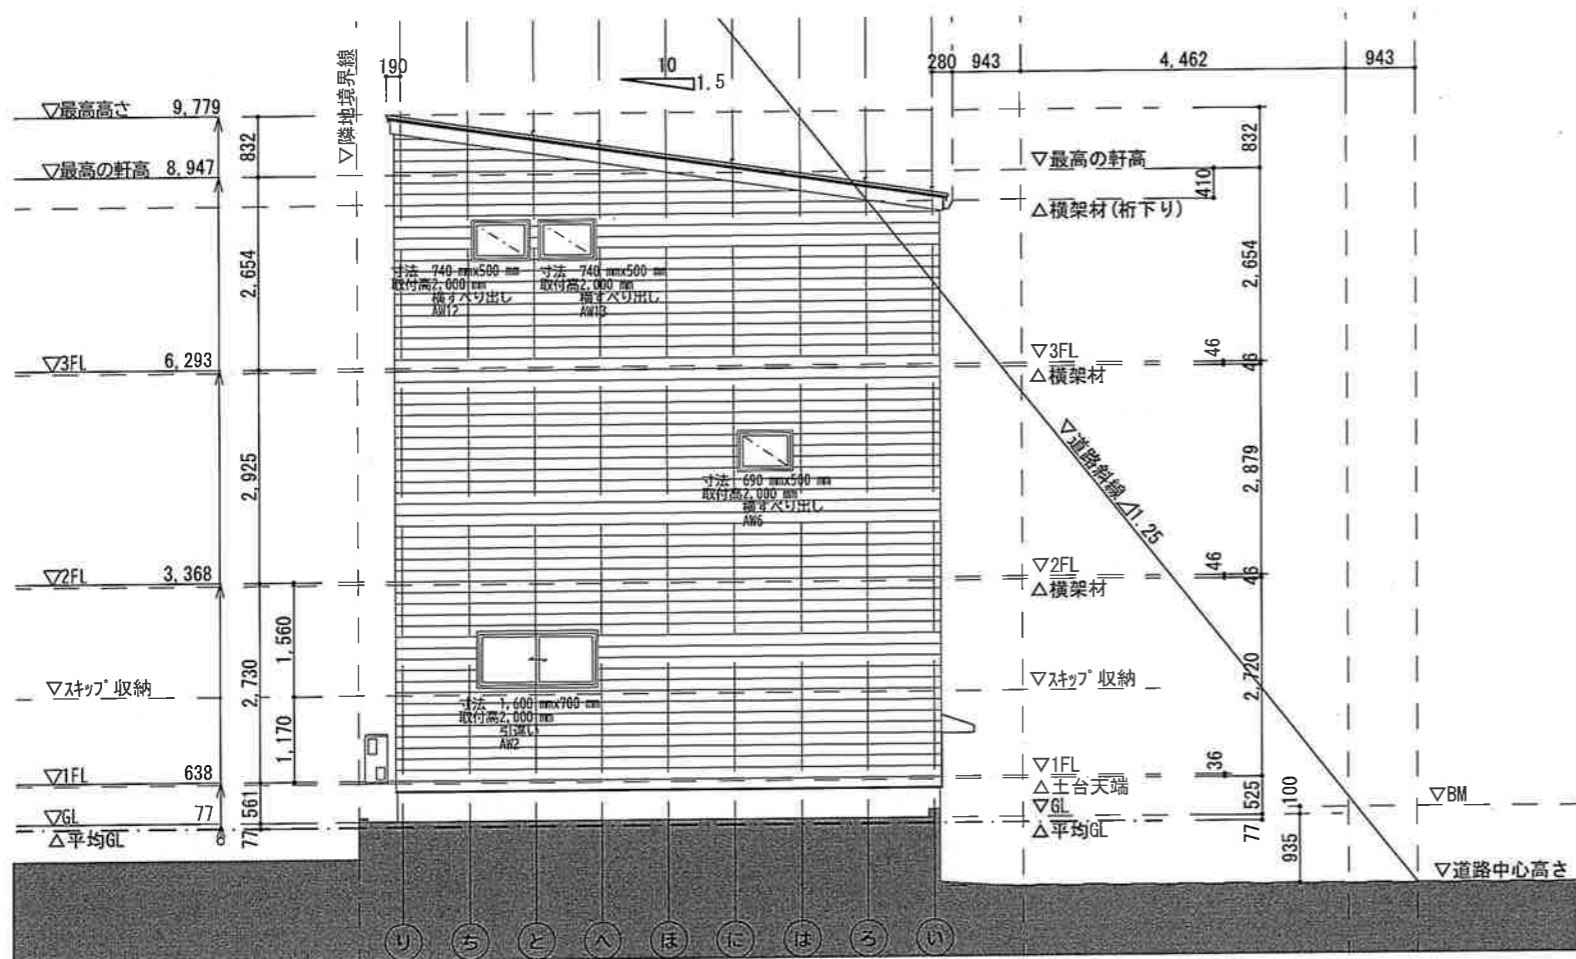 190
▽隣地境界線
10
1.5
280 943 4,462 943
▽最高高さ 9,779
832
▽最高の軒高 8,947
2,654
▽3FL 6,293
2,925
▽2FL 3,368
1,560
2,730
▽スキップ収納
1,170
▽1FL 638
561
▽GL 77
△平均GL
77
0
寸法 740 mmx500 mm
取付高2,000 mm
横すべり出し
AW12
寸法 740 mmx500 mm
取付高2,000 mm
横すべり出し
AW13
寸法 690 mmx500 mm
取付高2,000 mm
横すべり出し
AW6
寸法 1,600 mmx700 mm
取付高2,000 mm
引違い
AW2
832
▽最高の軒高
410
△横架材(桁下り)
2,654
▽3FL
46
46
△横架材
▽道路斜線⊿1.25
2,879
▽2FL
46
46
△横架材
2,720
▽スキップ収納
▽1FL
36
△土台天端
▽GL
525
100
▽BM
△平均GL
77
935
▽道路中心高さ
り ち と へ ほ に は ろ い